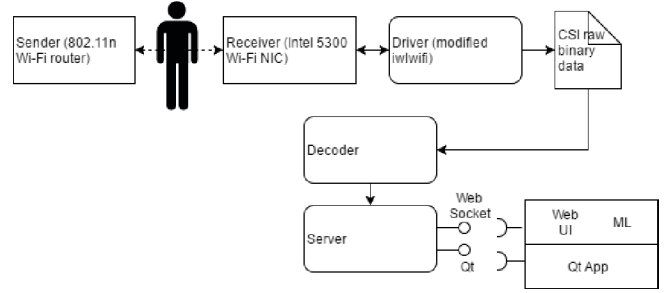 Sender (802.11n
Wi-Fi router)
Receiver (Intel 5300
Wi-Fi NIC)
Driver (modified
iwlwifi)
CSI raw
binary
data
Decoder
Server
Web
Socket
Qt
Web
UI
ML
Qt App